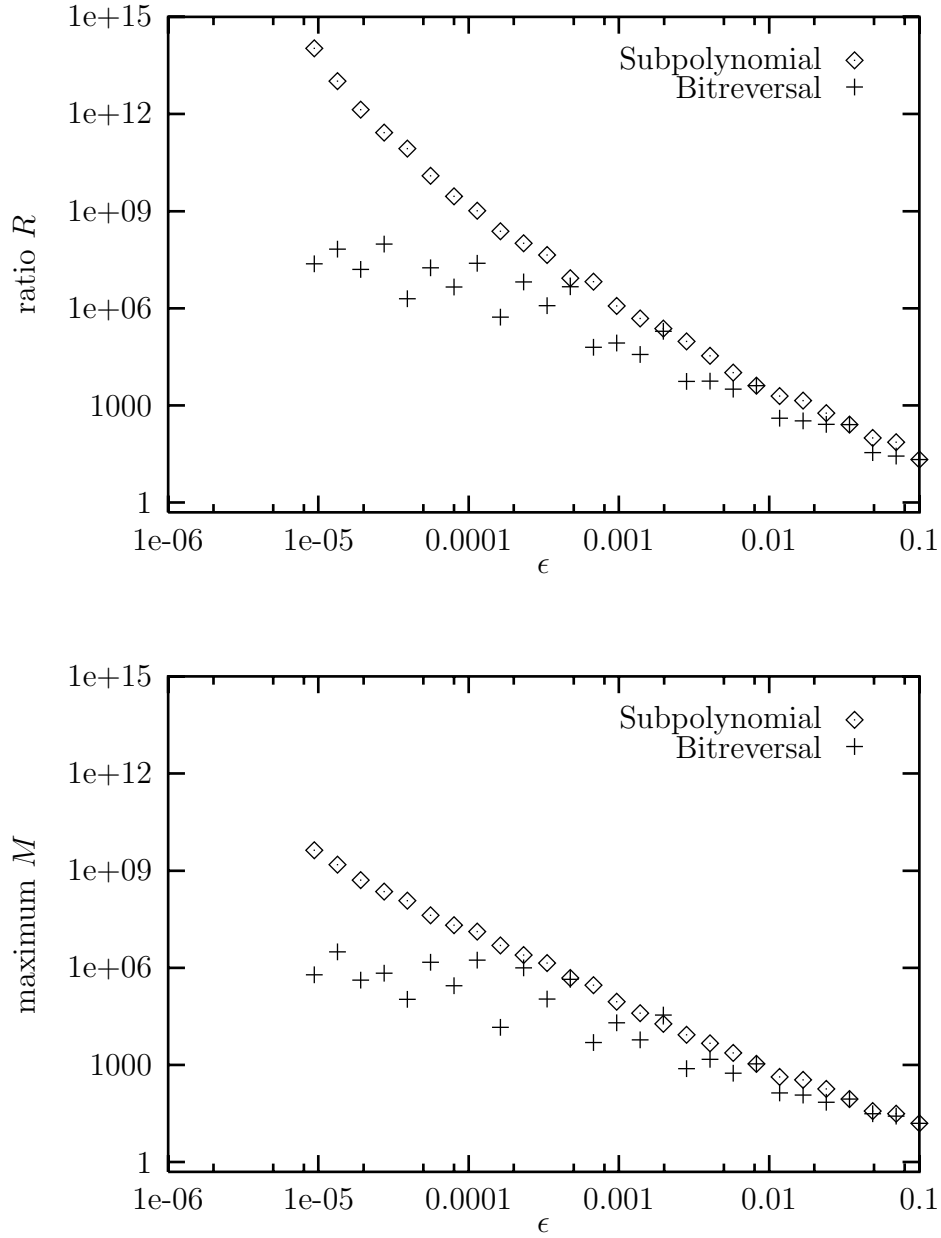 1e+15
1e+12
1e+09
1e+06
1000
1
ratio R
Subpolynomial
Bitreversal
1e-06 1e-05 0.0001 0.001 0.01 0.1
ϵ
1e+15
1e+12
1e+09
1e+06
1000
1
maximum M
Subpolynomial
Bitreversal
1e-06 1e-05 0.0001 0.001 0.01 0.1
ϵ